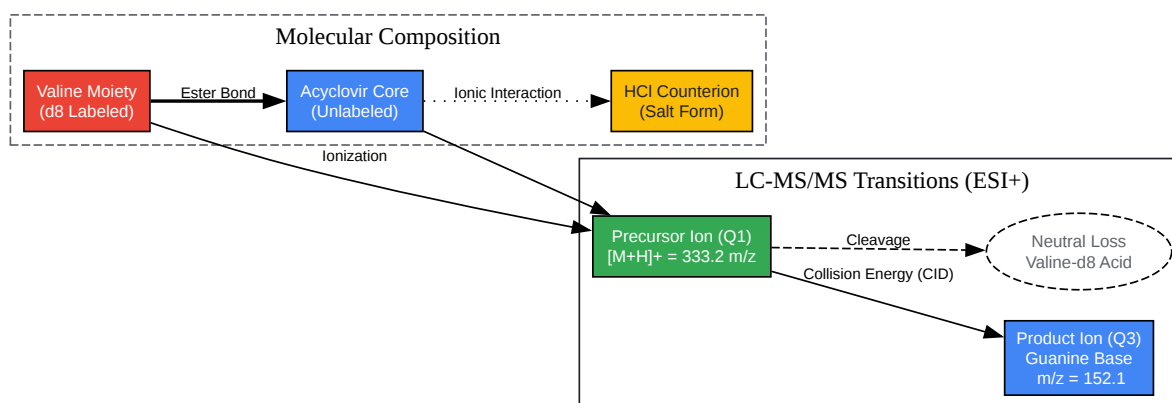 Molecular Composition
Valine Moiety
(d8 Labeled)
Ester Bond
Acyclovir Core
(Unlabeled)
Ionic Interaction
HCl Counterion
(Salt Form)
Ionization
LC-MS/MS Transitions (ESI+)
Precursor Ion (Q1)
[M+H]+ = 333.2 m/z
Cleavage
Neutral Loss
Valine-d8 Acid
Collision Energy (CID)
Product Ion (Q3)
Guanine Base
m/z = 152.1